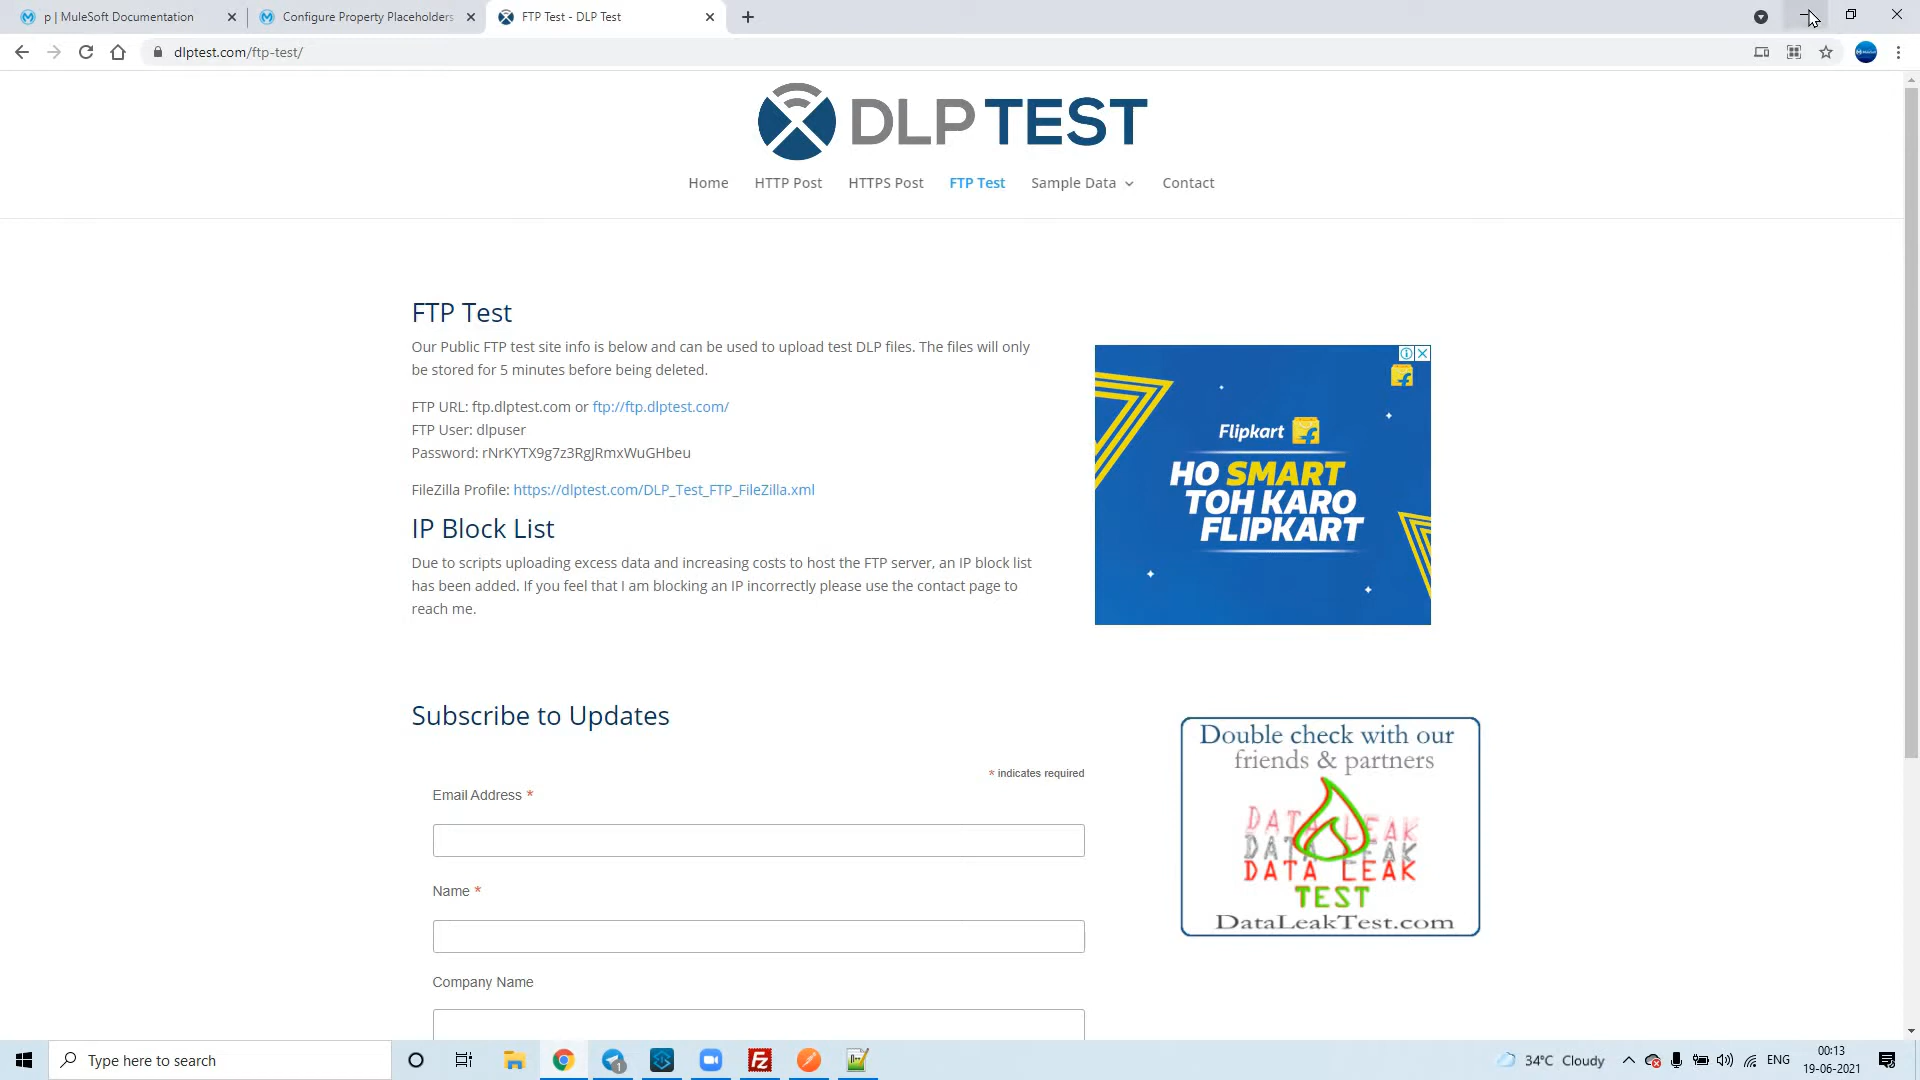 p | MuleSoft Documentation
Configure Property Placeholders
FTP Test - DLP Test
dlptest.com/ftp-test/
DLP TEST
Home
HTTP Post
HTTPS Post
FTP Test
Sample Data
Contact
FTP Test
Our Public FTP test site info is below and can be used to upload test DLP files. The files will only
be stored for 5 minutes before being deleted.
FTP URL: ftp.dlptest.com or ftp://ftp.dlptest.com/
FTP User: dlpuser
Password: rNrKYTX9g7z3RgJRmxWuGHbeu
FileZilla Profile: https://dlptest.com/DLP_Test_FTP_FileZilla.xml
IP Block List
Due to scripts uploading excess data and increasing costs to host the FTP server, an IP block list
has been added. If you feel that I am blocking an IP incorrectly please use the contact page to
reach me.
Flipkart
HO SMART
TOH KARO
FLIPKART
Subscribe to Updates
* indicates required
Email Address *
Name *
Company Name
Double check with our
friends & partners
DATA LEAK
DATA LEAK
DATA LEAK
TEST
DataLeakTest.com
Type here to search
1
34°C Cloudy
ENG
00:13
19-06-2021